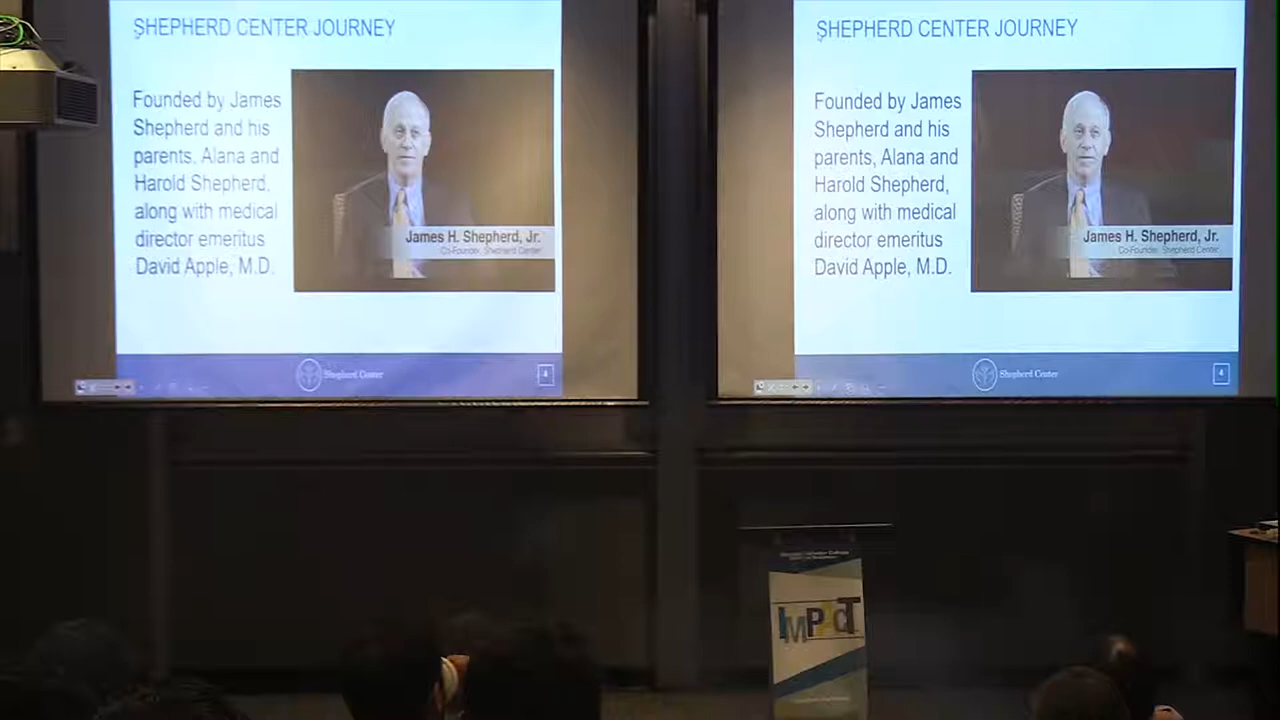 SHEPHERD CENTER JOURNEY
Founded by James
Shepherd and his
parents, Alana and
Harold Shepherd,
along with medical
director emeritus
David Apple, M.D.
James H. Shepherd, Jr.
Co-Founder, Shepherd Center
Shepherd Center
4
SHEPHERD CENTER JOURNEY
Founded by James
Shepherd and his
parents, Alana and
Harold Shepherd,
along with medical
director emeritus
David Apple, M.D.
James H. Shepherd, Jr.
Co-Founder, Shepherd Center
Shepherd Center
4
IMPACT